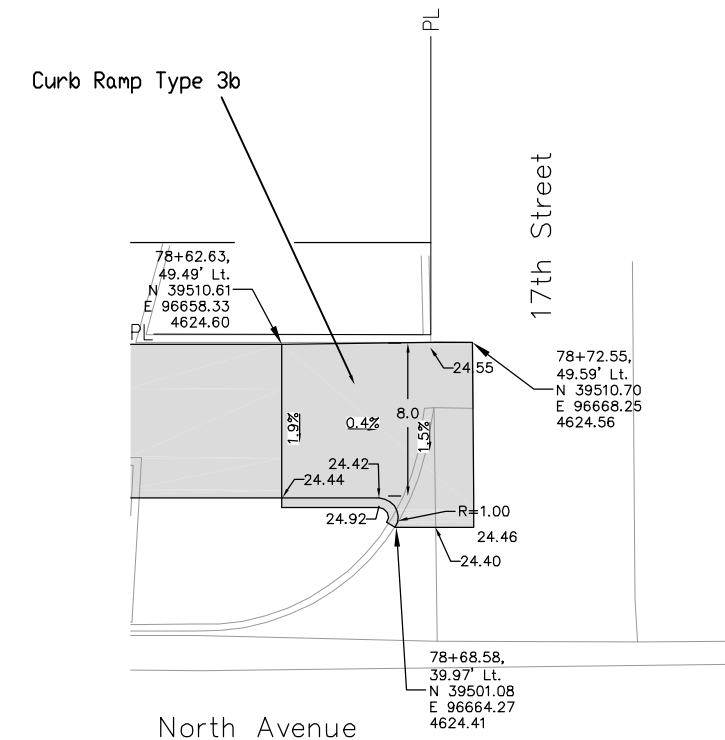 PL
Curb Ramp Type 3b
17th Street
78+62.63,
49.49' Lt.
N 39510.61
E 96658.33
4624.60
PL
24.55
78+72.55,
49.59' Lt.
N 39510.70
E 96668.25
4624.56
1.9%
0.4%
8.0
1.5%
24.42
24.44
24.92
R=1.00
24.46
24.40
78+68.58,
39.97' Lt.
N 39501.08
E 96664.27
4624.41
North Avenue